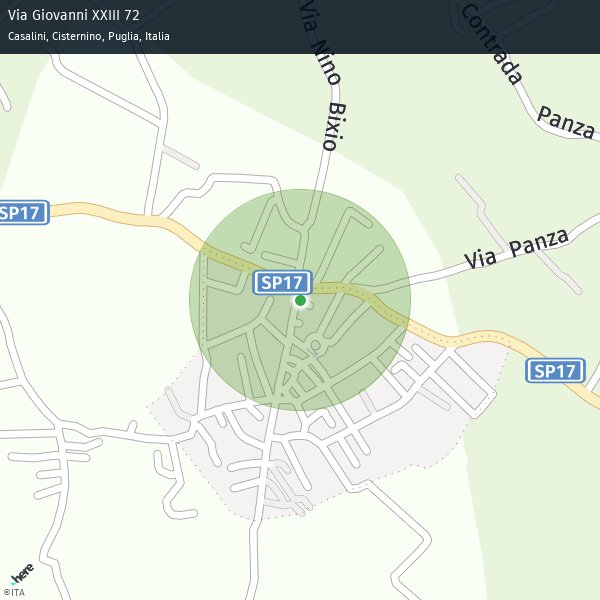 Via Giovanni XXIII 72
Casalini, Cisternino, Puglia, Italia
Via Nino Bixio
Contrada Panza
SP17
Via Panza
SP17
SP17
here
©ITA